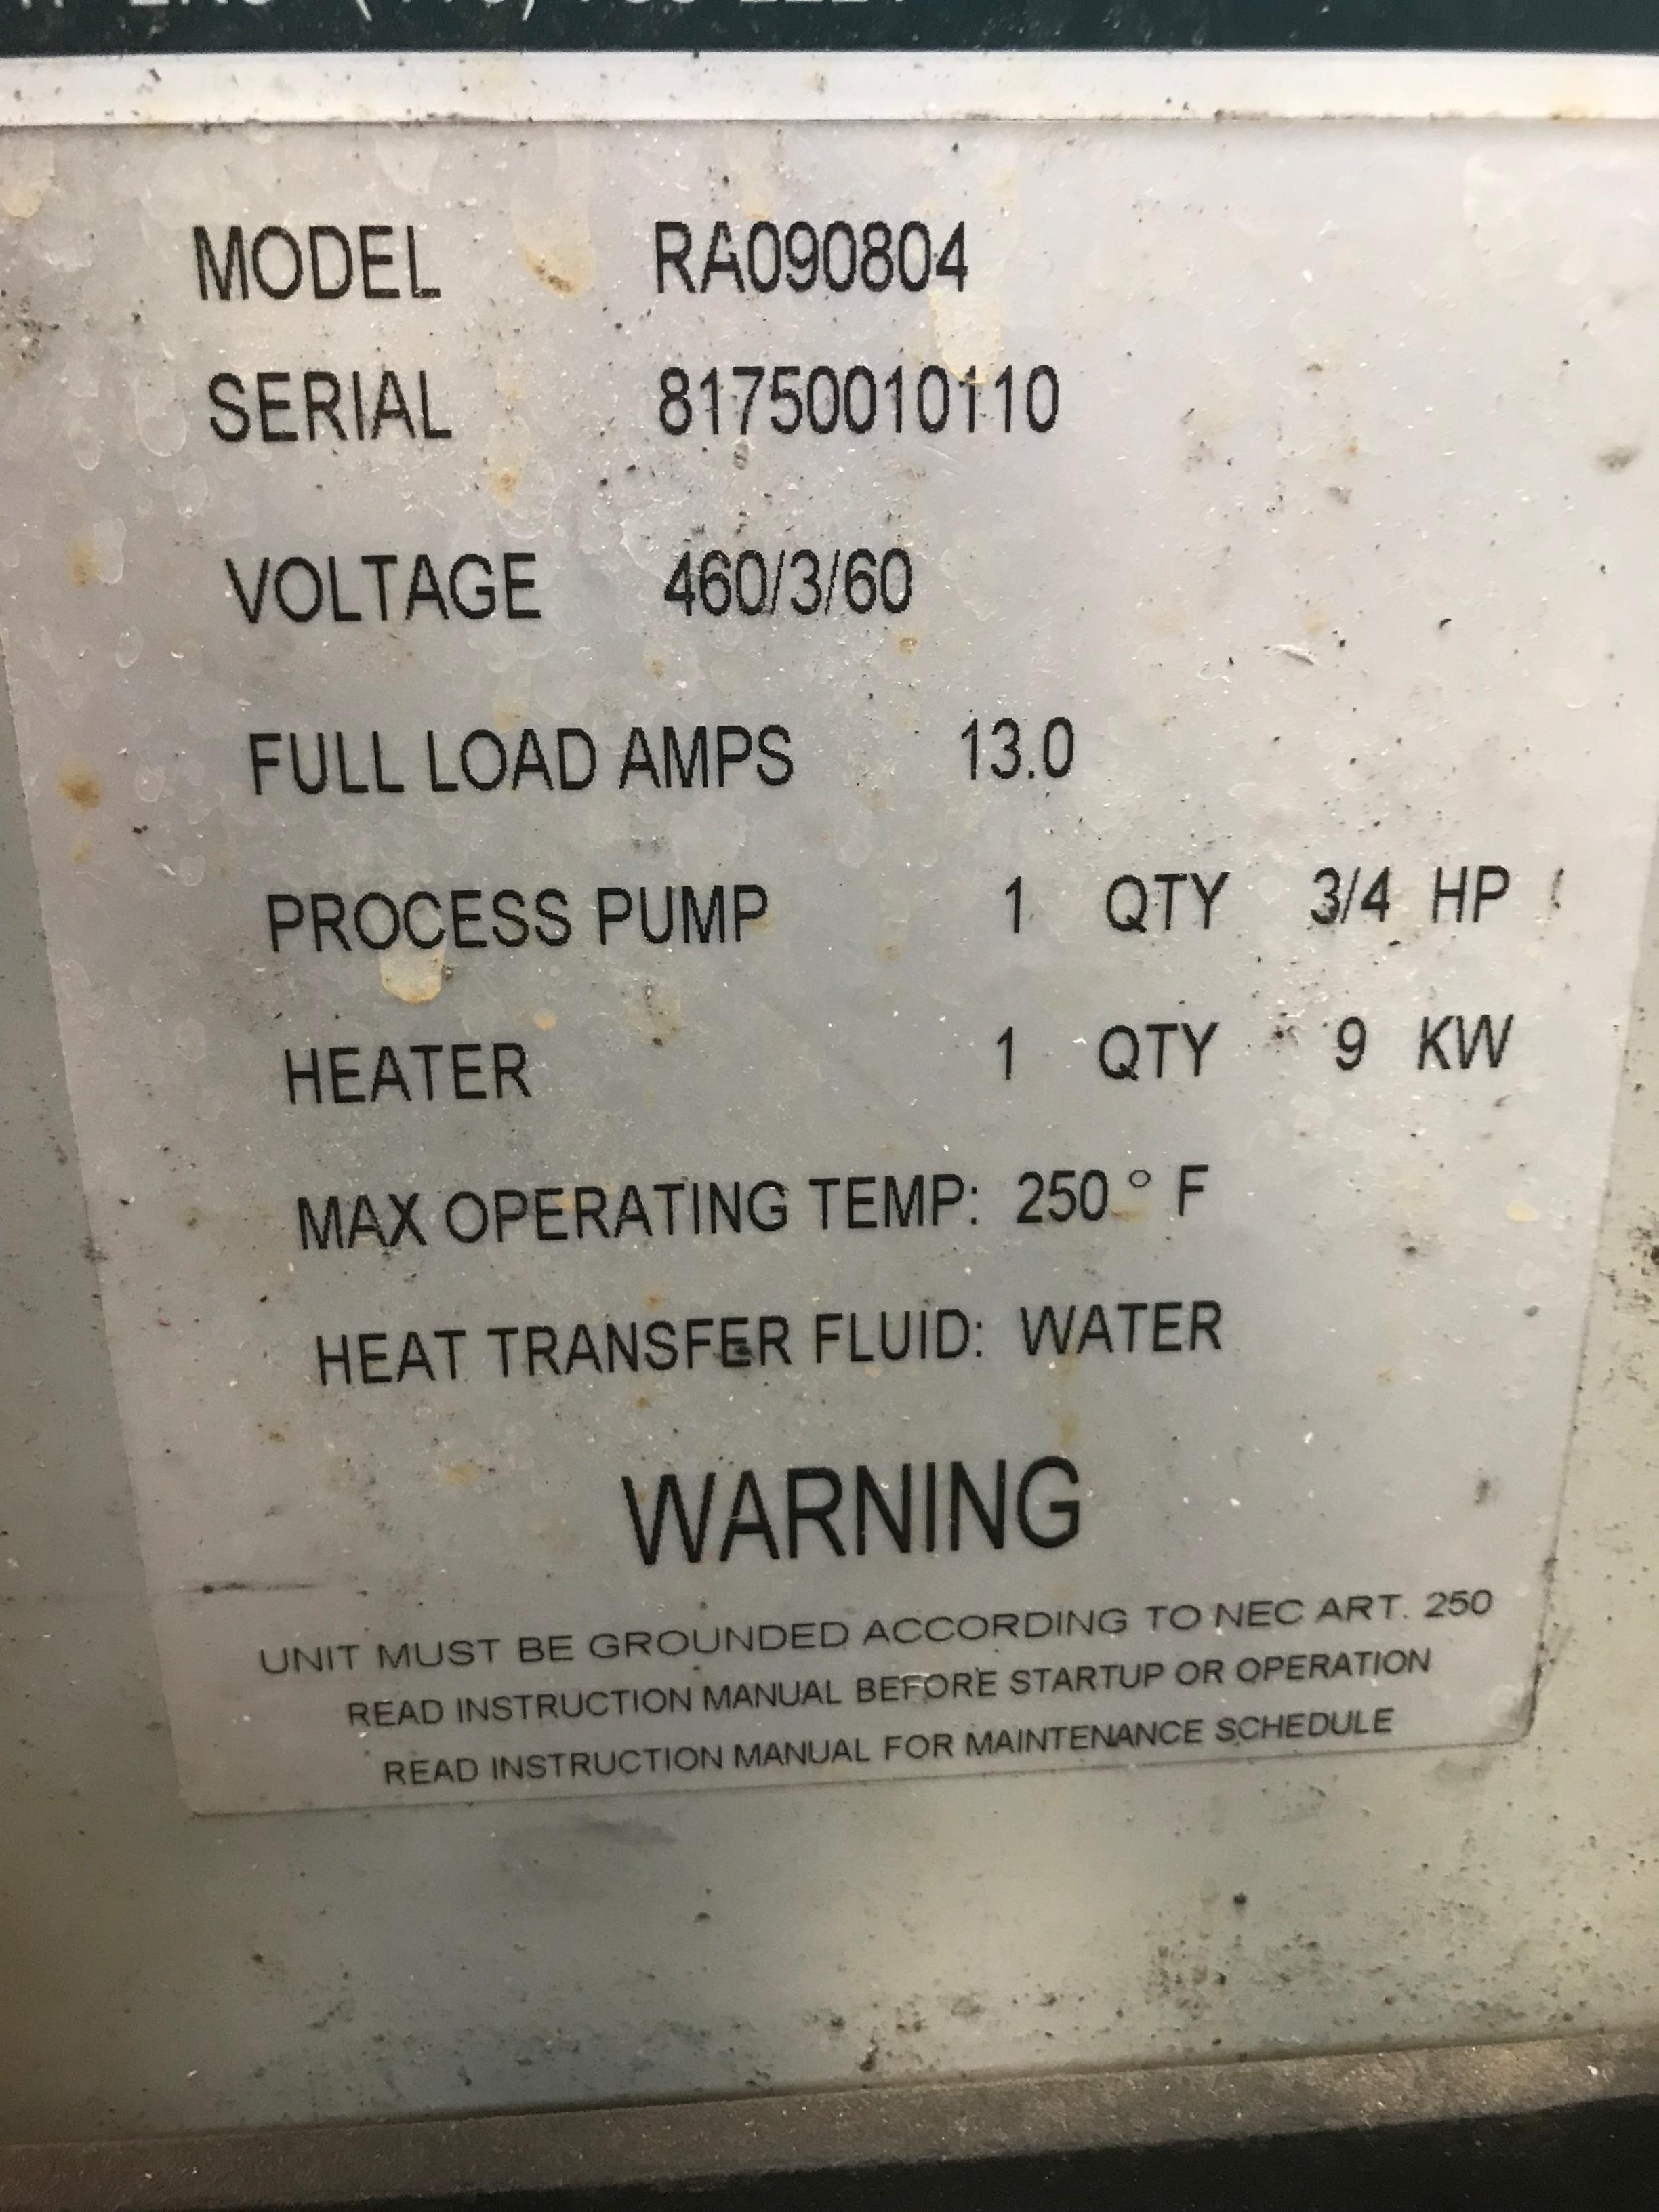 MODEL RA090804
SERIAL 81750010110
VOLTAGE 460/3/60
FULL LOAD AMPS 13.0
PROCESS PUMP 1 QTY 3/4 HP
HEATER 1 QTY 9 KW
MAX OPERATING TEMP: 250 ° F
HEAT TRANSFER FLUID: WATER
WARNING
UNIT MUST BE GROUNDED ACCORDING TO NEC ART. 250
READ INSTRUCTION MANUAL BEFORE STARTUP OR OPERATION
READ INSTRUCTION MANUAL FOR MAINTENANCE SCHEDULE